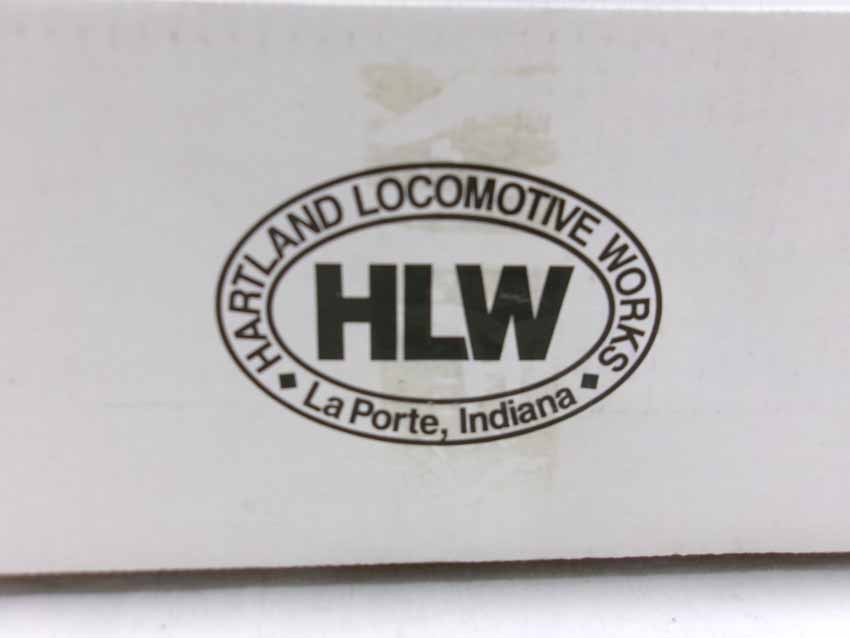 HARTLAND LOCOMOTIVE WORKS
HLW
La Porte, Indiana